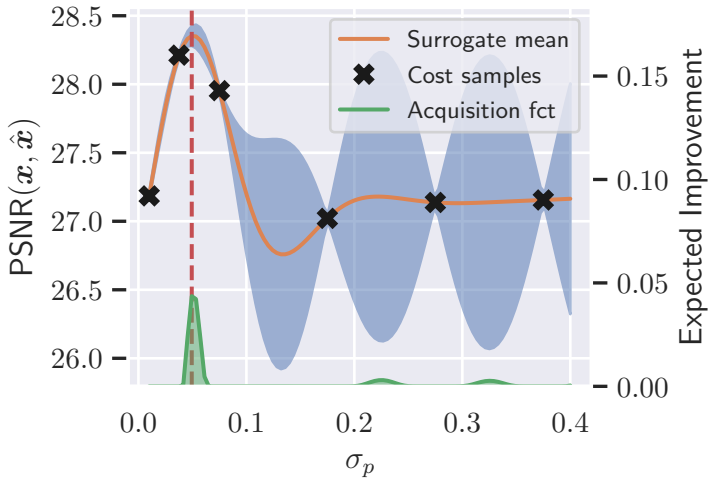 28.5
28.0
27.5
27.0
26.5
26.0
PSNR(x, x̂)
Surrogate mean
Cost samples
Acquisition fct
0.15
0.10
0.05
0.00
Expected Improvement
0.0 0.1 0.2 0.3 0.4
σₚ